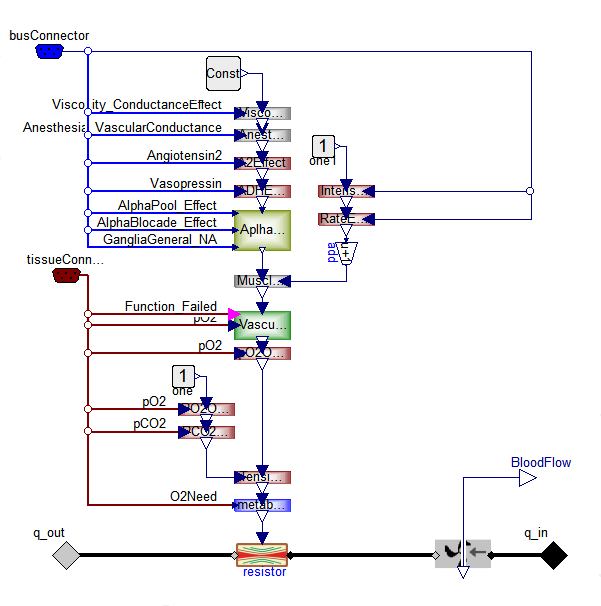 busConnector
Const
Viscosity_ConductanceEffect
Visco...
Anesthesia_VascularConductance
Anest...
1
one1
Angiotensin2
A2Effect
Vasopressin
ADHE...
Intens...
AlphaPool_Effect
RateE...
AlphaBlocade_Effect
Aplha...
GangliaGeneral_NA
u+u
add
tissueConn...
Muscl...
Function_Failed
pO2
Vascu...
pO2
pO2O...
1
one
pO2
PO2O...
pCO2
PCO2...
BloodFlow
Tensi...
O2Need
metab...
q_out
q_in
resistor